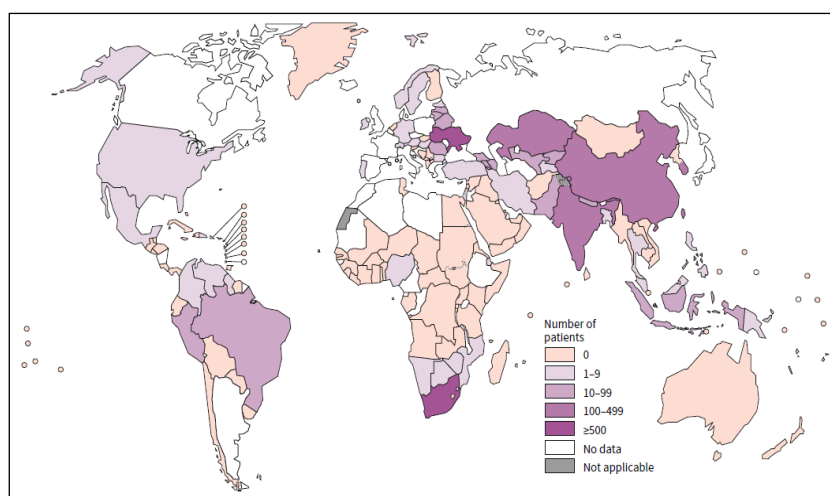 Number of
patients
0
1–9
10–99
100–499
≥500
No data
Not applicable